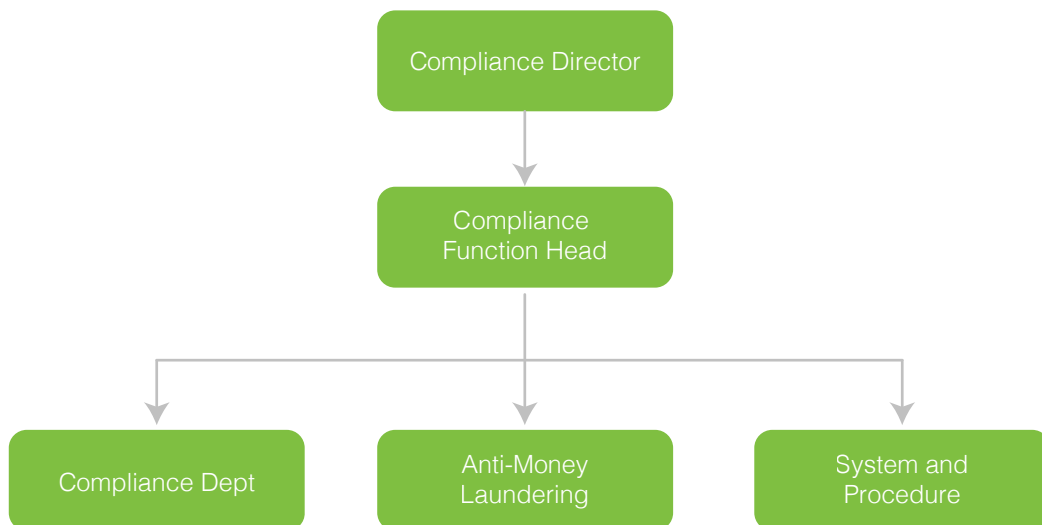 Compliance Director
Compliance
Function Head
Compliance Dept
Anti-Money
Laundering
System and
Procedure